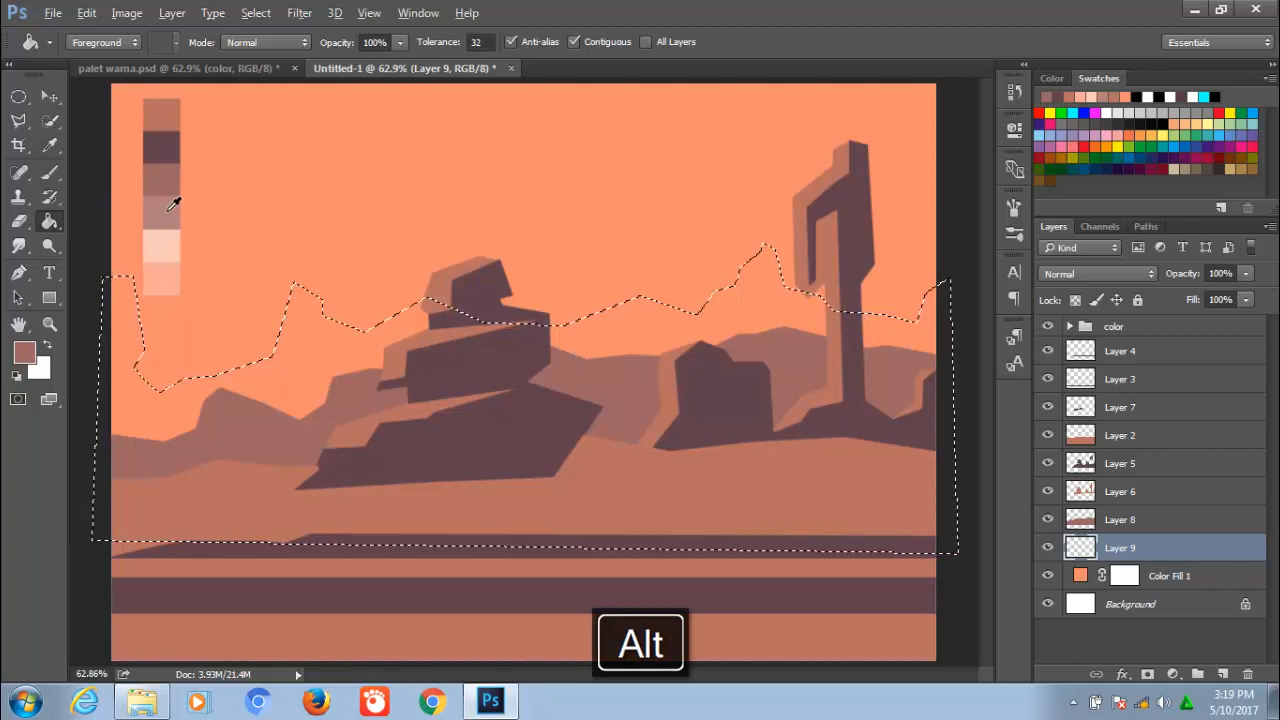 Ps File Edit Image Layer Type Select Filter 3D View Window Help
Foreground Mode: Normal Opacity: 100% Tolerance: 32 Anti-alias Contiguous All Layers Essentials
palet warna.psd @ 62.9% (color, RGB/8) * × Untitled-1 @ 62.9% (Layer 9, RGB/8) * ×
Color Swatches
Layers Channels Paths
Kind
Normal Opacity: 100%
Lock: Fill: 100%
color
Layer 4
Layer 3
Layer 7
Layer 2
Layer 5
Layer 6
Layer 8
Layer 9
Color Fill 1
Background
Alt
62.86% Doc: 3.93M/21.4M
3:19 PM
5/10/2017